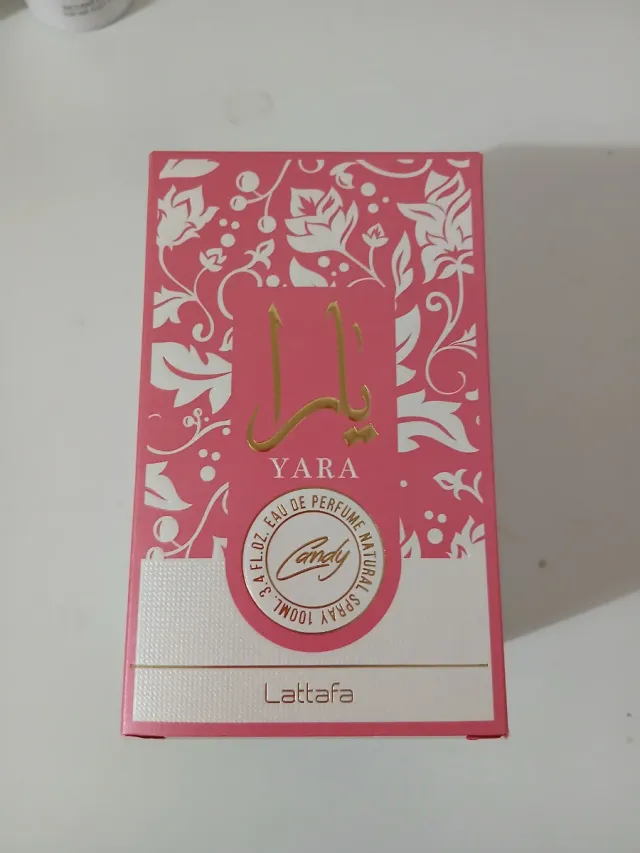 يارا
YARA
EAU DE PERFUME NATURAL SPRAY 100ML. 3.4 FL.OZ.
Candy
Lattafa